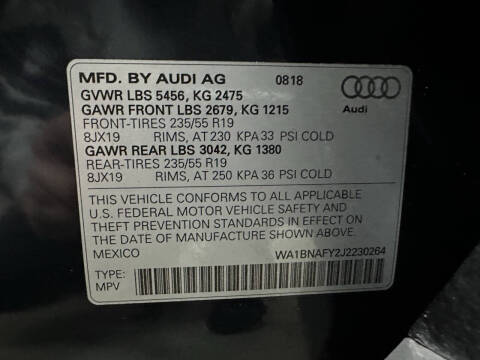 MFD. BY AUDI AG 0818
GVWR LBS 5456, KG 2475
GAWR FRONT LBS 2679, KG 1215
FRONT-TIRES 235/55 R19
8JX19 RIMS, AT 230 KPA 33 PSI COLD
GAWR REAR LBS 3042, KG 1380
REAR-TIRES 235/55 R19
8JX19 RIMS, AT 250 KPA 36 PSI COLD
Audi
THIS VEHICLE CONFORMS TO ALL APPLICABLE
U.S. FEDERAL MOTOR VEHICLE SAFETY AND
THEFT PREVENTION STANDARDS IN EFFECT ON
THE DATE OF MANUFACTURE SHOWN ABOVE.
MEXICO WA1BNAFY2J2230264
TYPE:
MPV